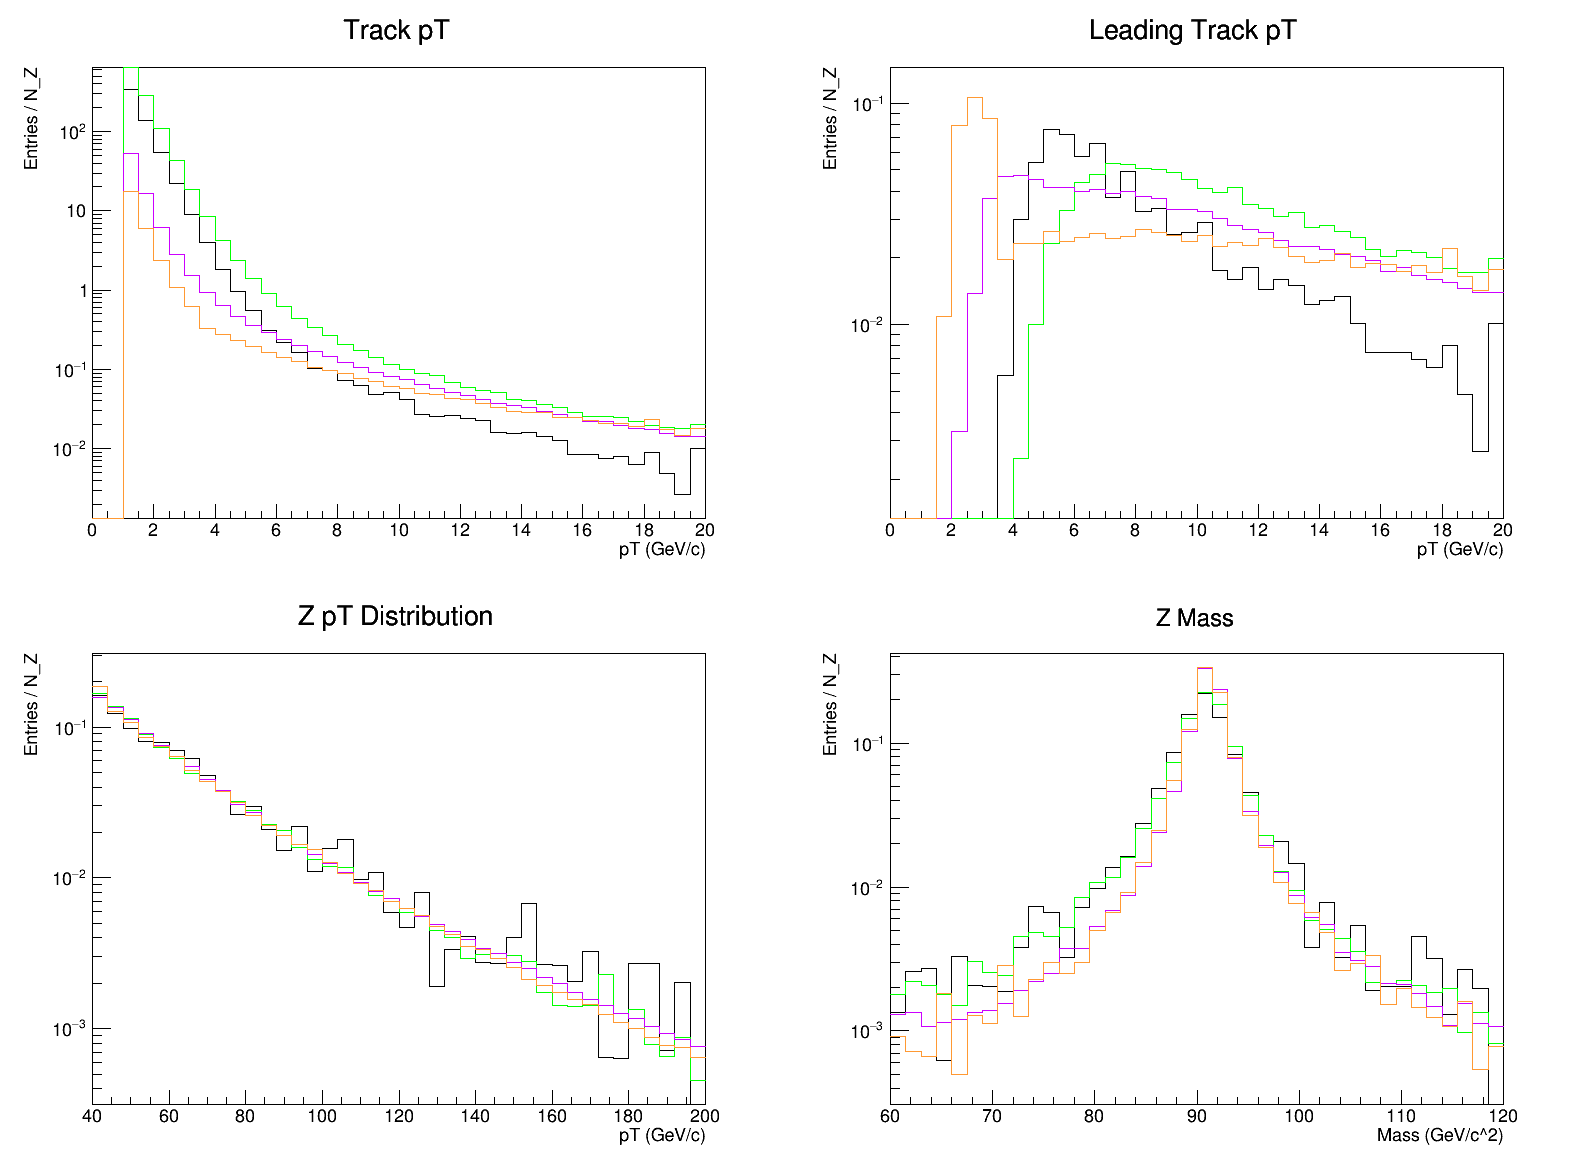 Track pT
Entries / N_Z
10²
10
1
10⁻¹
10⁻²
0 2 4 6 8 10 12 14 16 18 20
pT (GeV/c)
Leading Track pT
Entries / N_Z
10⁻¹
10⁻²
0 2 4 6 8 10 12 14 16 18 20
pT (GeV/c)
Z pT Distribution
Entries / N_Z
10⁻¹
10⁻²
10⁻³
40 60 80 100 120 140 160 180 200
pT (GeV/c)
Z Mass
Entries / N_Z
10⁻¹
10⁻²
10⁻³
60 70 80 90 100 110 120
Mass (GeV/c^2)